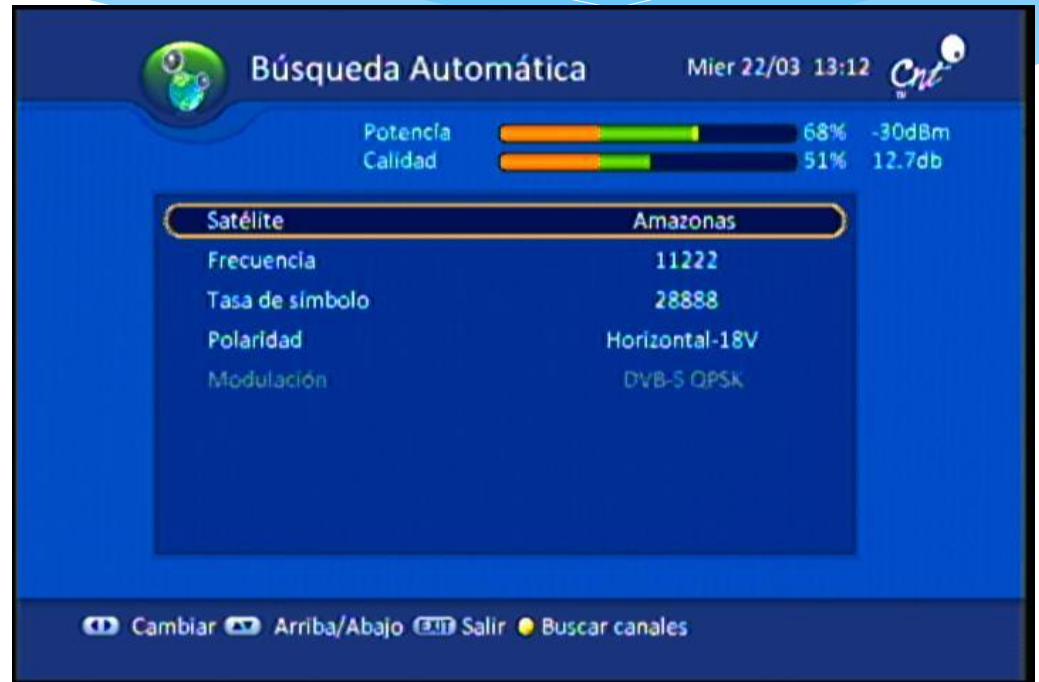 Búsqueda Automática Mier 22/03 13:12 Cnt TM
Potencia 68% -30dBm
Calidad 51% 12.7db
Satélite Amazonas
Frecuencia 11222
Tasa de símbolo 28888
Polaridad Horizontal-18V
Modulación DVB-S QPSK
Cambiar Arriba/Abajo EXIT Salir Buscar canales